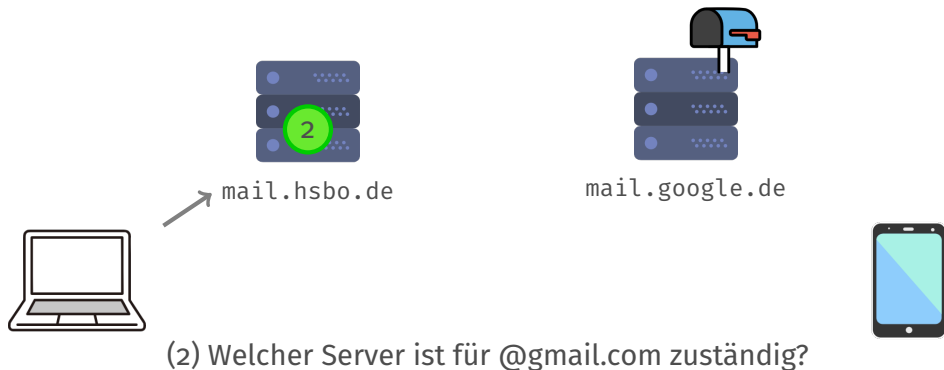 2
mail.hsbo.de
mail.google.de
(2) Welcher Server ist für @gmail.com zuständig?